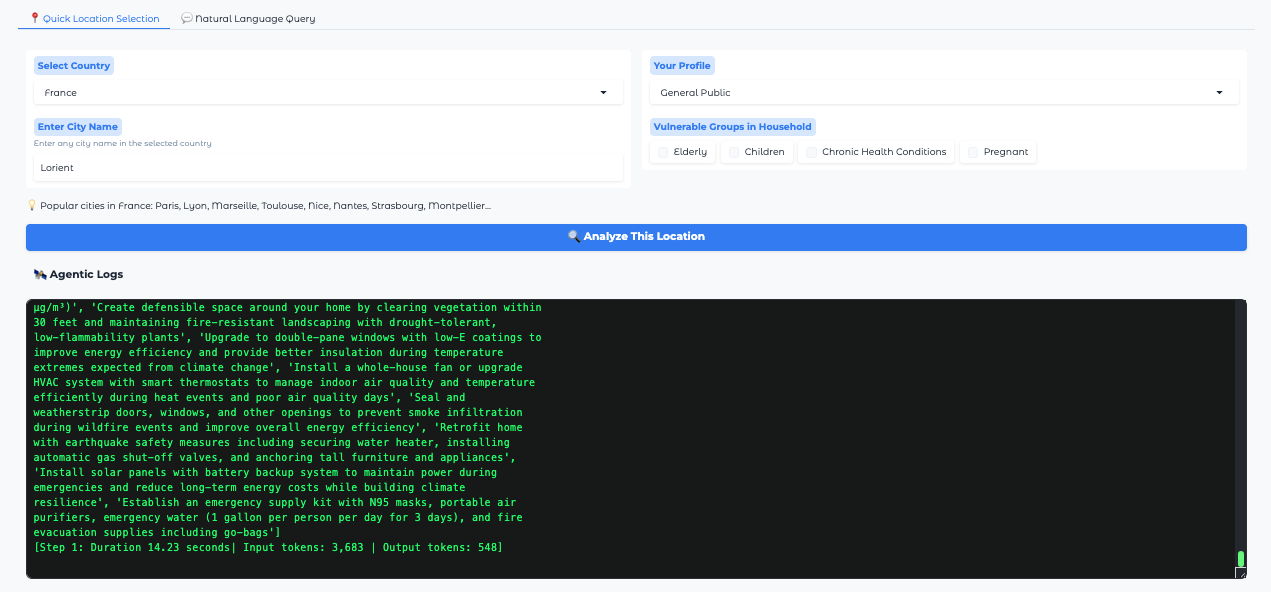 Quick Location Selection
Natural Language Query
Select Country
France
Enter City Name
Enter any city name in the selected country
Lorient
Your Profile
General Public
Vulnerable Groups in Household
Elderly
Children
Chronic Health Conditions
Pregnant
Popular cities in France: Paris, Lyon, Marseille, Toulouse, Nice, Nantes, Strasbourg, Montpellier...
Analyze This Location
Agentic Logs
µg/m³)', 'Create defensible space around your home by clearing vegetation within
30 feet and maintaining fire-resistant landscaping with drought-tolerant,
low-flammability plants', 'Upgrade to double-pane windows with low-E coatings to
improve energy efficiency and provide better insulation during temperature
extremes expected from climate change', 'Install a whole-house fan or upgrade
HVAC system with smart thermostats to manage indoor air quality and temperature
efficiently during heat events and poor air quality days', 'Seal and
weatherstrip doors, windows, and other openings to prevent smoke infiltration
during wildfire events and improve overall energy efficiency', 'Retrofit home
with earthquake safety measures including securing water heater, installing
automatic gas shut-off valves, and anchoring tall furniture and appliances',
'Install solar panels with battery backup system to maintain power during
emergencies and reduce long-term energy costs while building climate
resilience', 'Establish an emergency supply kit with N95 masks, portable air
purifiers, emergency water (1 gallon per person per day for 3 days), and fire
evacuation supplies including go-bags']
[Step 1: Duration 14.23 seconds| Input tokens: 3,683 | Output tokens: 548]